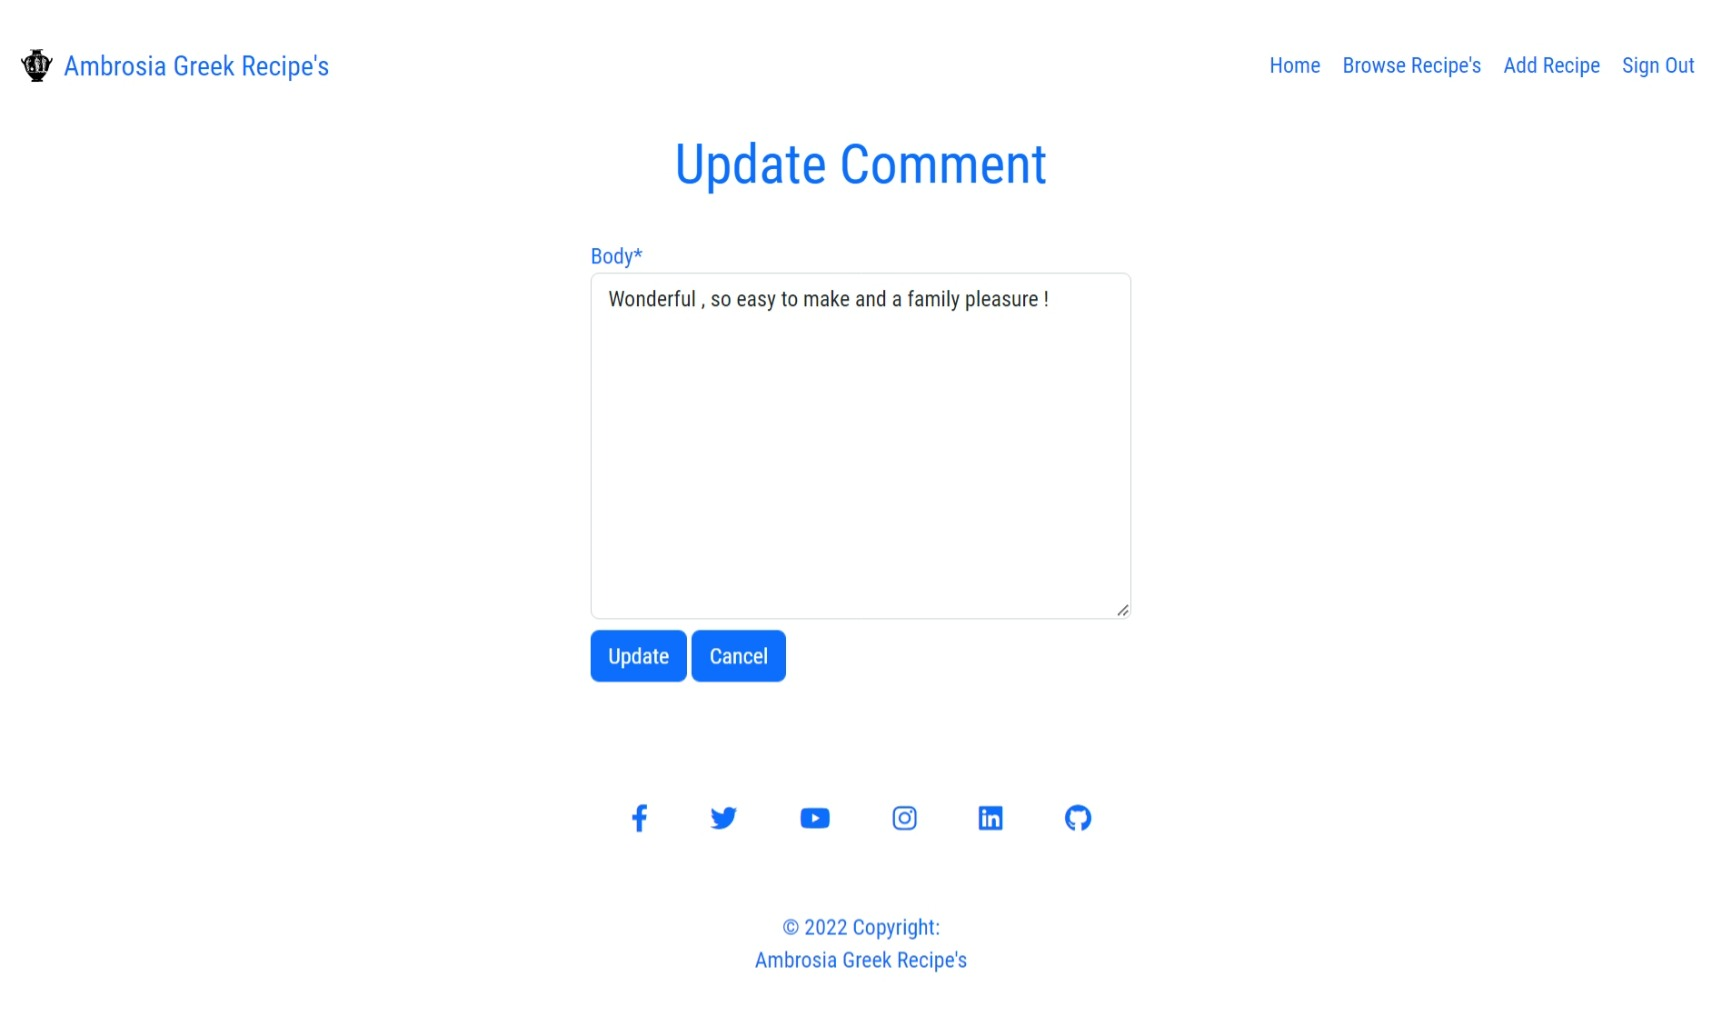 Ambrosia Greek Recipe's
Home Browse Recipe's Add Recipe Sign Out
Update Comment
Body*
Wonderful , so easy to make and a family pleasure !
Update Cancel
© 2022 Copyright:
Ambrosia Greek Recipe's